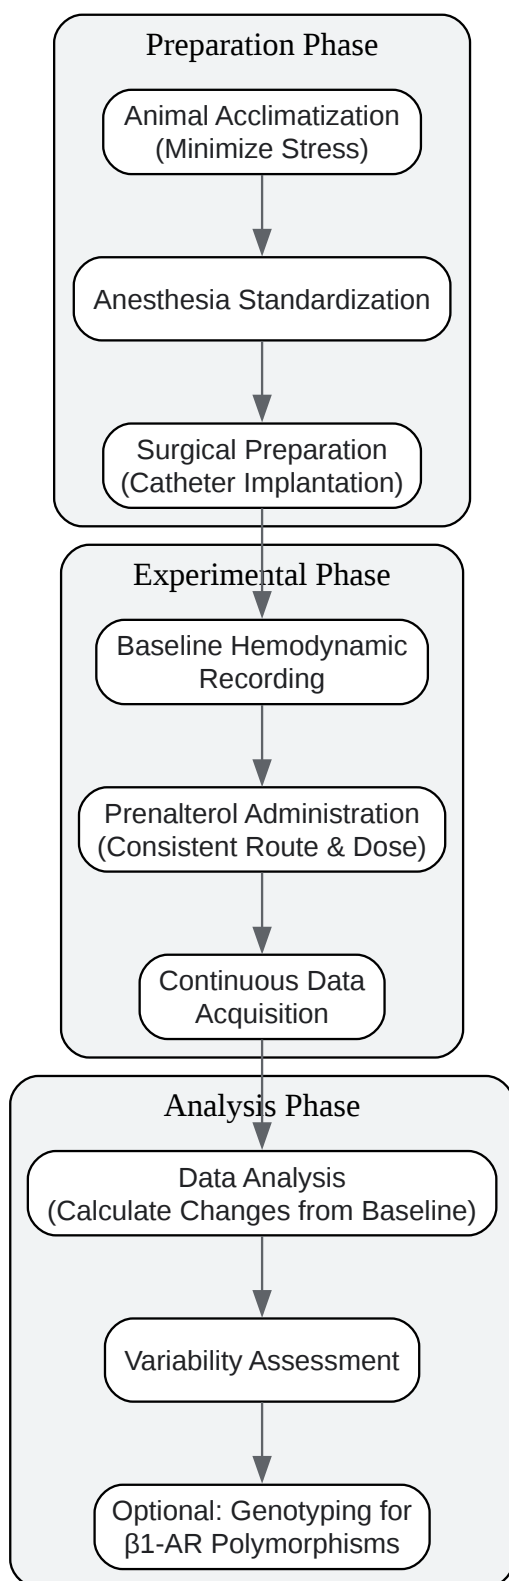 Preparation Phase
Animal Acclimatization
(Minimize Stress)
Anesthesia Standardization
Surgical Preparation
(Catheter Implantation)
Experimental Phase
Baseline Hemodynamic
Recording
Prenalterol Administration
(Consistent Route & Dose)
Continuous Data
Acquisition
Analysis Phase
Data Analysis
(Calculate Changes from Baseline)
Variability Assessment
Optional: Genotyping for
β1-AR Polymorphisms